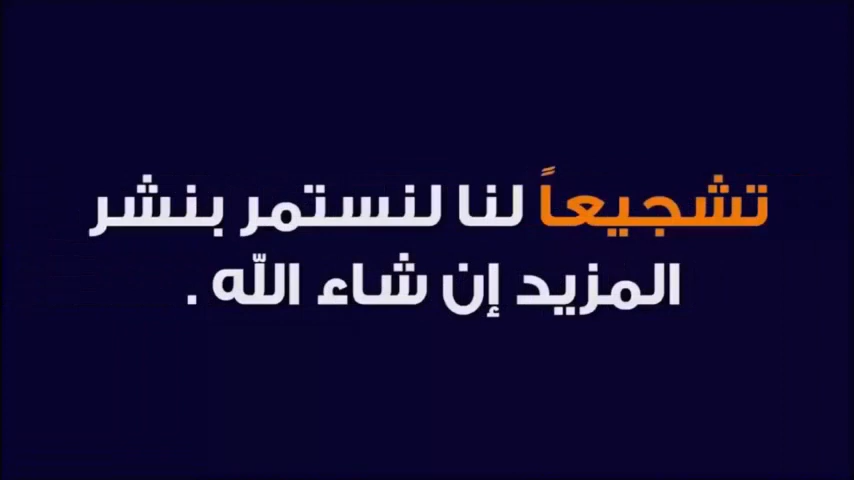 تشجيعاً لنا لنستمر بنشر
المزيد إن شاء الله .